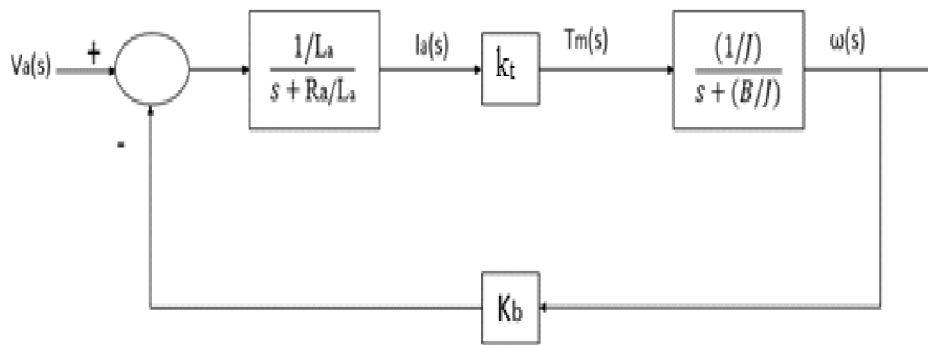 Va(s)
+
-
1/La
s + Ra/La
Ia(s)
kt
Tm(s)
(1/J)
s + (B/J)
ω(s)
Kb